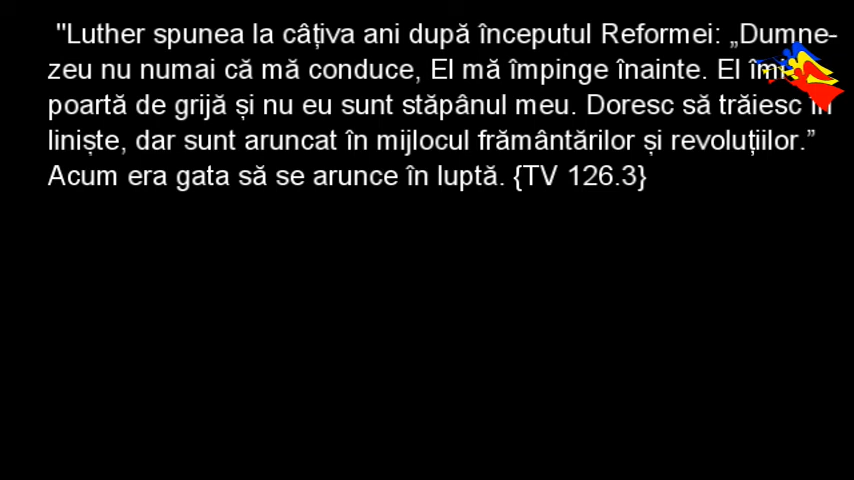 "Luther spunea la câțiva ani după începutul Reformei: „Dumne-
zeu nu numai că mă conduce, El mă împinge înainte. El îmi
poartă de grijă și nu eu sunt stăpânul meu. Doresc să trăiesc în
liniște, dar sunt aruncat în mijlocul frământărilor și revoluțiilor.”
Acum era gata să se arunce în luptă. {TV 126.3}